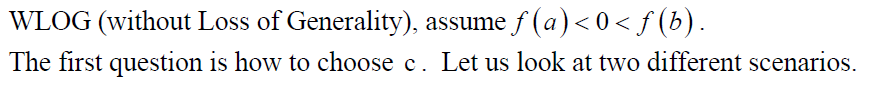 WLOG (without Loss of Generality), assume f(a)<0<f(b).
The first question is how to choose c. Let us look at two different scenarios.